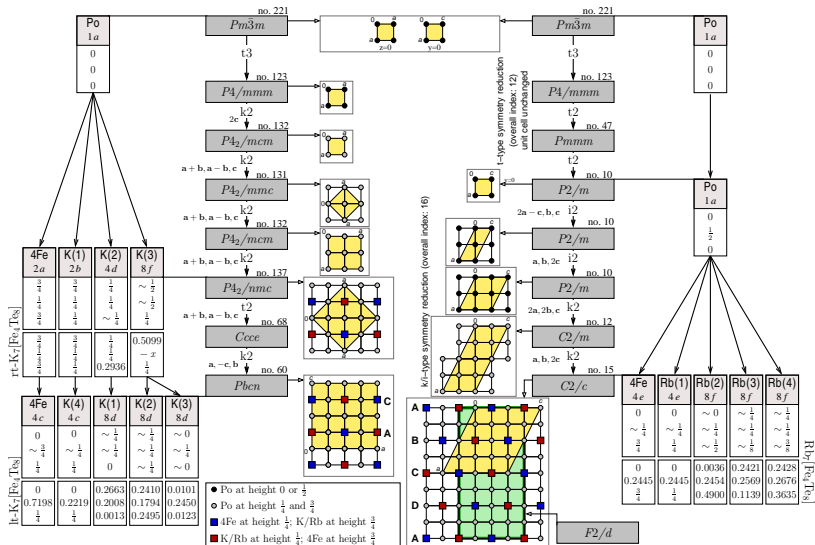 Po
1a
0
0
0
no. 221
Pm3̄m
t3
no. 123
P4/mmm
k2
2c
no. 132
P4₂/mcm
k2
a + b, a − b, c
no. 131
P4₂/mmc
k2
a + b, a − b, c
no. 132
P4₂/mcm
k2
a + b, a − b, c
no. 137
P4₂/nmc
t2
a + b, a − b, c
no. 68
Ccce
k2
a, −c, b
no. 60
Pbcn
z=0
y=0
no. 221
Pm3̄m
t3
no. 123
P4/mmm
t2
no. 47
Pmmm
t2
no. 10
P2/m
i2
2a − c, b, c
no. 10
P2/m
i2
a, b, 2c
no. 10
P2/m
k2
2a, 2b, c
no. 12
C2/m
k2
a, b, 2c
no. 15
C2/c
F2/d
t−type symmetry reduction
(overall index: 12)
unit cell unchanged
k/i−type symmetry reduction (overall index: 16)
Po
1a
0
0
0
Po
1a
0
1/2
0
rt-K₇[Fe₄Te₈]
4Fe K(1) K(2) K(3)
2a 2b 4d 8f
3/4 3/4 1/4 ∼ 1/2
1/4 1/4 1/4 ∼ 1/2
3/4 1/4 ∼ 1/4 1/4
3/4 3/4 1/4 0.5099
1/4 1/4 1/4 − x
3/4 1/4 0.2936 1/4
lt-K₇[Fe₄Te₈]
4Fe K(4) K(1) K(2) K(3)
4c 4c 8d 8d 8d
0 0 ∼ 1/4 ∼ 1/4 ∼ 0
∼ 3/4 ∼ 1/4 ∼ 1/4 ∼ 1/4 ∼ 1/4
1/4 1/4 0 ∼ 1/4 ∼ 0
0 0 0.2663 0.2410 0.0101
0.7198 0.2219 0.2008 0.1794 0.2450
1/4 1/4 0.0013 0.2495 0.0123
Po at height 0 or 1/2
Po at height 1/4 and 3/4
4Fe at height 1/4; K/Rb at height 3/4
K/Rb at height 1/4; 4Fe at height 3/4
C
A
A
B
C
D
A
4Fe Rb(1) Rb(2) Rb(3) Rb(4)
4e 4e 8f 8f 8f
0 0 ∼ 0 ∼ 1/4 ∼ 1/4
∼ 1/4 ∼ 1/4 ∼ 1/4 ∼ 1/4 ∼ 1/4
3/4 1/4 ∼ 1/2 ∼ 1/8 ∼ 3/8
0 0 0.0036 0.2421 0.2428
0.2445 0.2445 0.2454 0.2569 0.2676
3/4 1/4 0.4900 0.1139 0.3635
Rb₇[Fe₄Te₈]